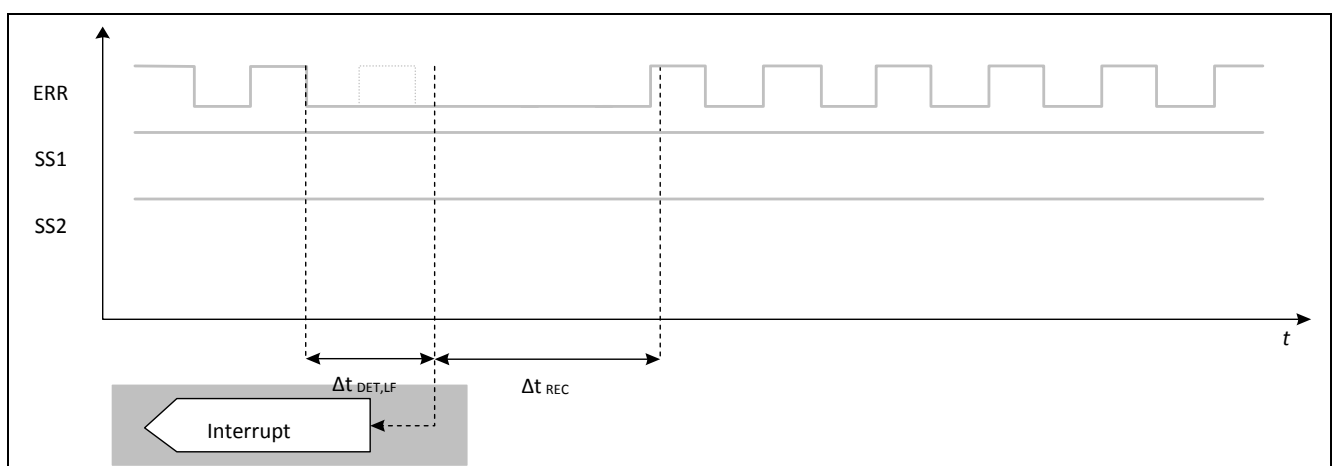 ERR
SS1
SS2
t
Δt DET,LF
Δt REC
Interrupt